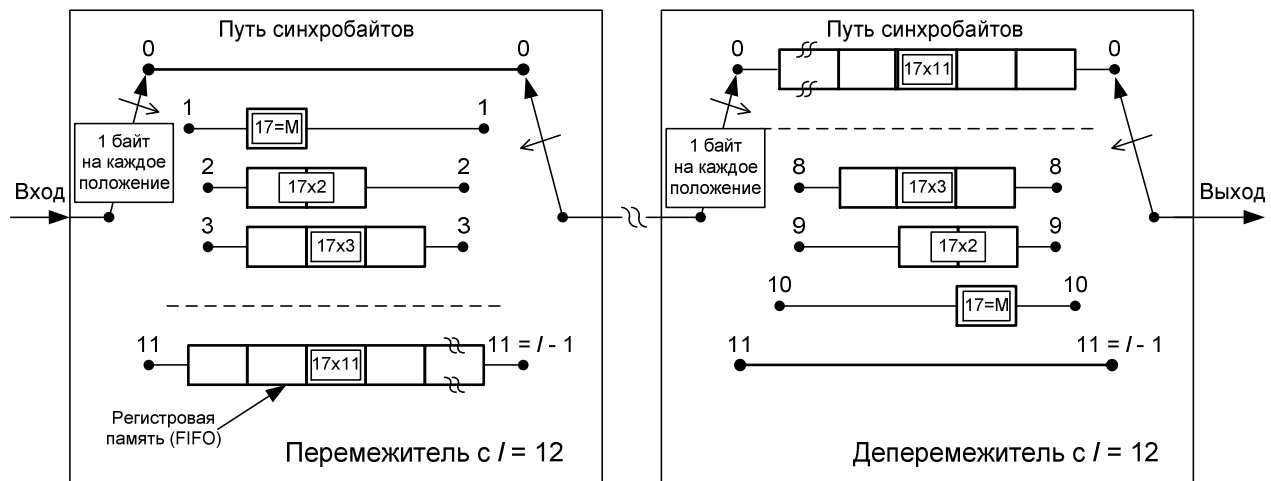 Путь синхробайтов
0
0
1
17=M
1
1 байт
на каждое
положение
2
17x2
2
Вход
3
17x3
3
11
17x11
11 = I - 1
Регистровая
память (FIFO)
Перемежитель с I = 12
Путь синхробайтов
0
17x11
0
1 байт
на каждое
положение
8
17x3
8
Выход
9
17x2
9
10
17=M
10
11
11 = I - 1
Деперемежитель с I = 12